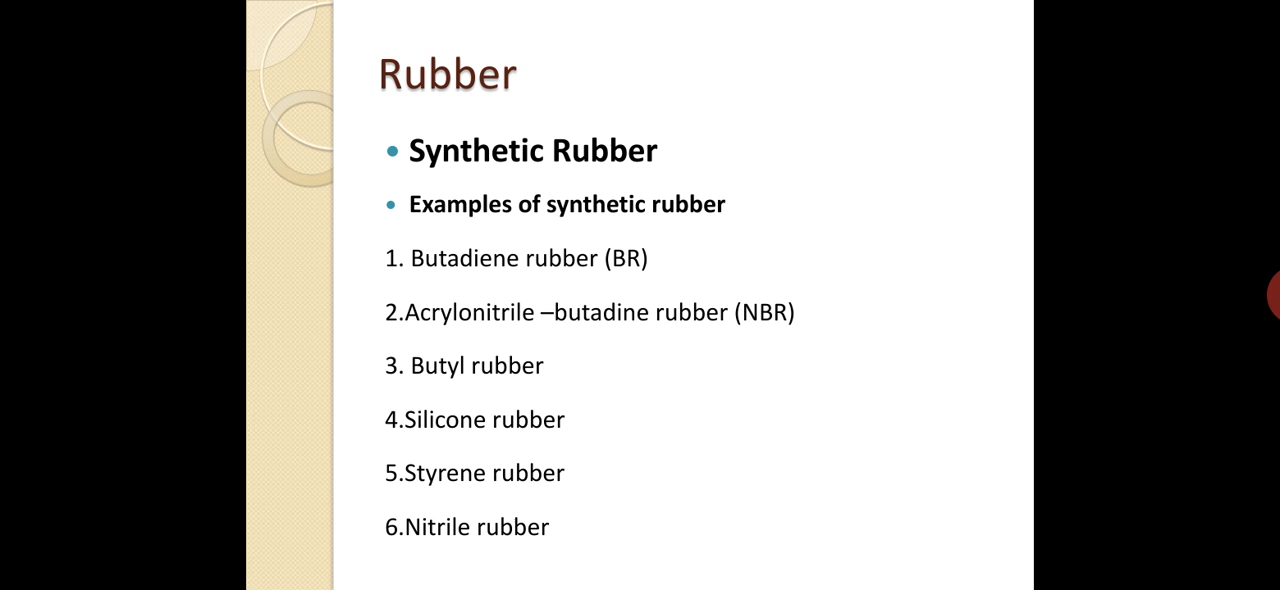 Rubber
• Synthetic Rubber
• Examples of synthetic rubber
1. Butadiene rubber (BR)
2.Acrylonitrile –butadine rubber (NBR)
3. Butyl rubber
4.Silicone rubber
5.Styrene rubber
6.Nitrile rubber